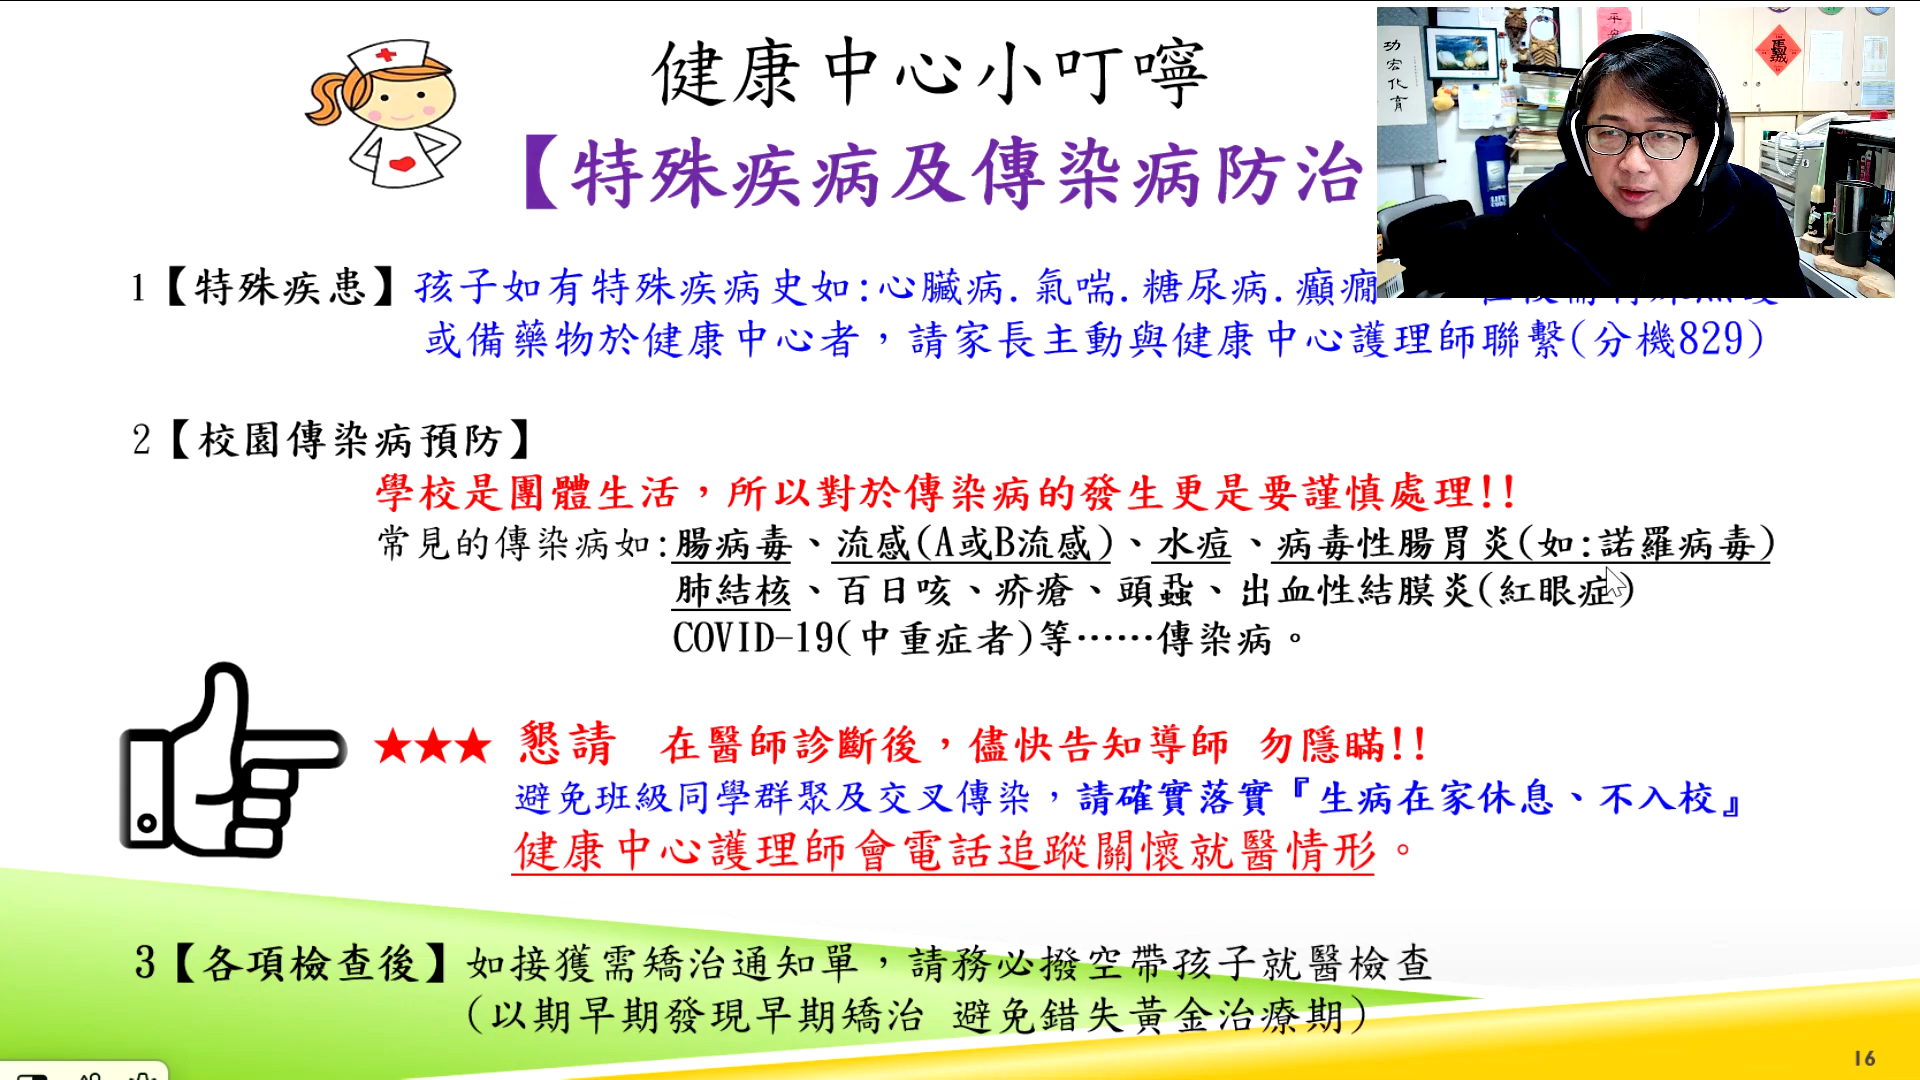 健康中心小叮嚀
【特殊疾病及傳染病防治
1【特殊疾患】孩子如有特殊疾病史如:心臟病.氣喘.糖尿病.癲癇
或備藥物於健康中心者，請家長主動與健康中心護理師聯繫(分機829)
2【校園傳染病預防】
學校是團體生活，所以對於傳染病的發生更是要謹慎處理!!
常見的傳染病如:腸病毒、流感(A或B流感)、水痘、病毒性腸胃炎(如:諾羅病毒)
肺結核、百日咳、疥瘡、頭蝨、出血性結膜炎(紅眼症)
COVID-19(中重症者)等……傳染病。
★★★ 懇請 在醫師診斷後，儘快告知導師 勿隱瞞!!
避免班級同學群聚及交叉傳染，請確實落實『生病在家休息、不入校』
健康中心護理師會電話追蹤關懷就醫情形。
3【各項檢查後】如接獲需矯治通知單，請務必撥空帶孩子就醫檢查
(以期早期發現早期矯治 避免錯失黃金治療期)
16
功宏化育
平安